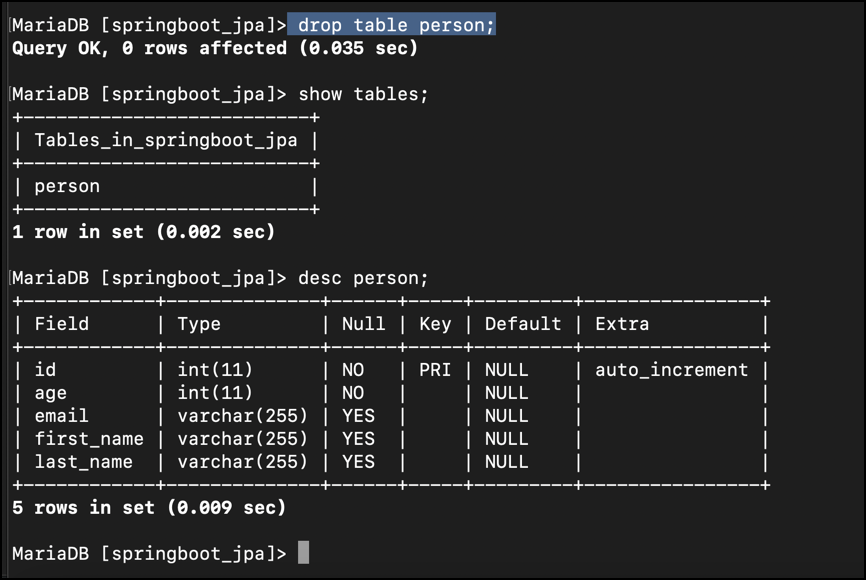 MariaDB [springboot_jpa]> drop table person;
Query OK, 0 rows affected (0.035 sec)
MariaDB [springboot_jpa]> show tables;
+--------------------------+
| Tables_in_springboot_jpa |
+--------------------------+
| person                   |
+--------------------------+
1 row in set (0.002 sec)
MariaDB [springboot_jpa]> desc person;
+------------+--------------+------+-----+---------+----------------+
| Field      | Type         | Null | Key | Default | Extra          |
+------------+--------------+------+-----+---------+----------------+
| id         | int(11)      | NO   | PRI | NULL    | auto_increment |
| age        | int(11)      | NO   |     | NULL    |                |
| email      | varchar(255) | YES  |     | NULL    |                |
| first_name | varchar(255) | YES  |     | NULL    |                |
| last_name  | varchar(255) | YES  |     | NULL    |                |
+------------+--------------+------+-----+---------+----------------+
5 rows in set (0.009 sec)
MariaDB [springboot_jpa]>